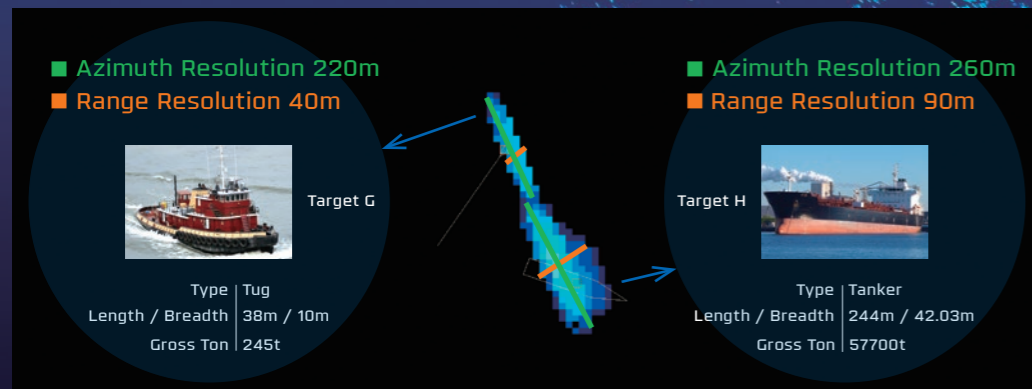 Azimuth Resolution 220m
Range Resolution 40m
Target G
Type Tug
Length / Breadth 38m / 10m
Gross Ton 245t
Azimuth Resolution 260m
Range Resolution 90m
Target H
Type Tanker
Length / Breadth 244m / 42.03m
Gross Ton 57700t